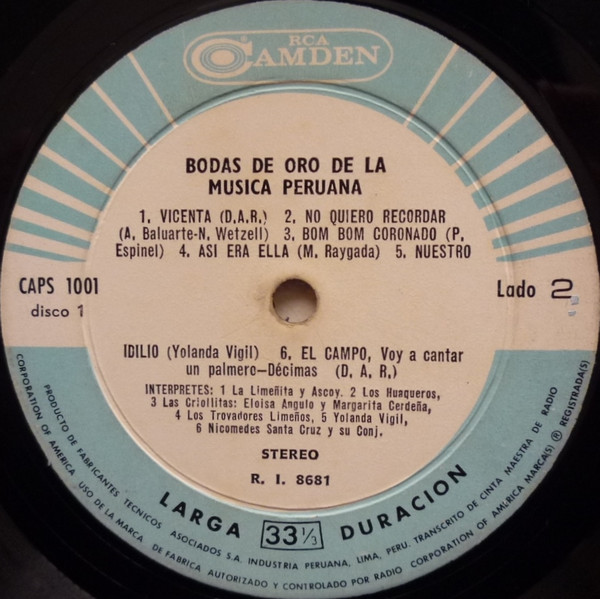 RCA
CAMDEN
BODAS DE ORO DE LA
MUSICA PERUANA
1. VICENTA (D.A.R.) 2. NO QUIERO RECORDAR
(A. Baluarte-N. Wetzell) 3. BOM BOM CORONADO (P.
Espinel) 4. ASI ERA ELLA (M. Raygada) 5. NUESTRO
CAPS 1001
disco 1
Lado 2
IDILIO (Yolanda Vigil) 6. EL CAMPO, Voy a cantar
un palmero—Décimas (D. A. R.)
INTERPRETES: 1 La Limeñita y Ascoy. 2 Los Huaqueros,
3 Las Criollitas: Eloisa Angulo y Margarita Cerdeña,
4 Los Trovadores Limeños, 5 Yolanda Vigil,
6 Nicomedes Santa Cruz y su Conj.
STEREO
R. I. 8681
LARGA 33 1/3 DURACION
PRODUCTO DE FABRICANTES TECNICOS ASOCIADOS S.A. INDUSTRIA PERUANA, LIMA, PERU. TRANSCRITO DE CINTA MAESTRA DE RADIO
CORPORATION OF AMERICA. USO DE LA MARCA DE FABRICA AUTORIZADO Y CONTROLADO POR RADIO CORPORATION OF AMERICA MARCA(S) ® REGISTRADA(S)